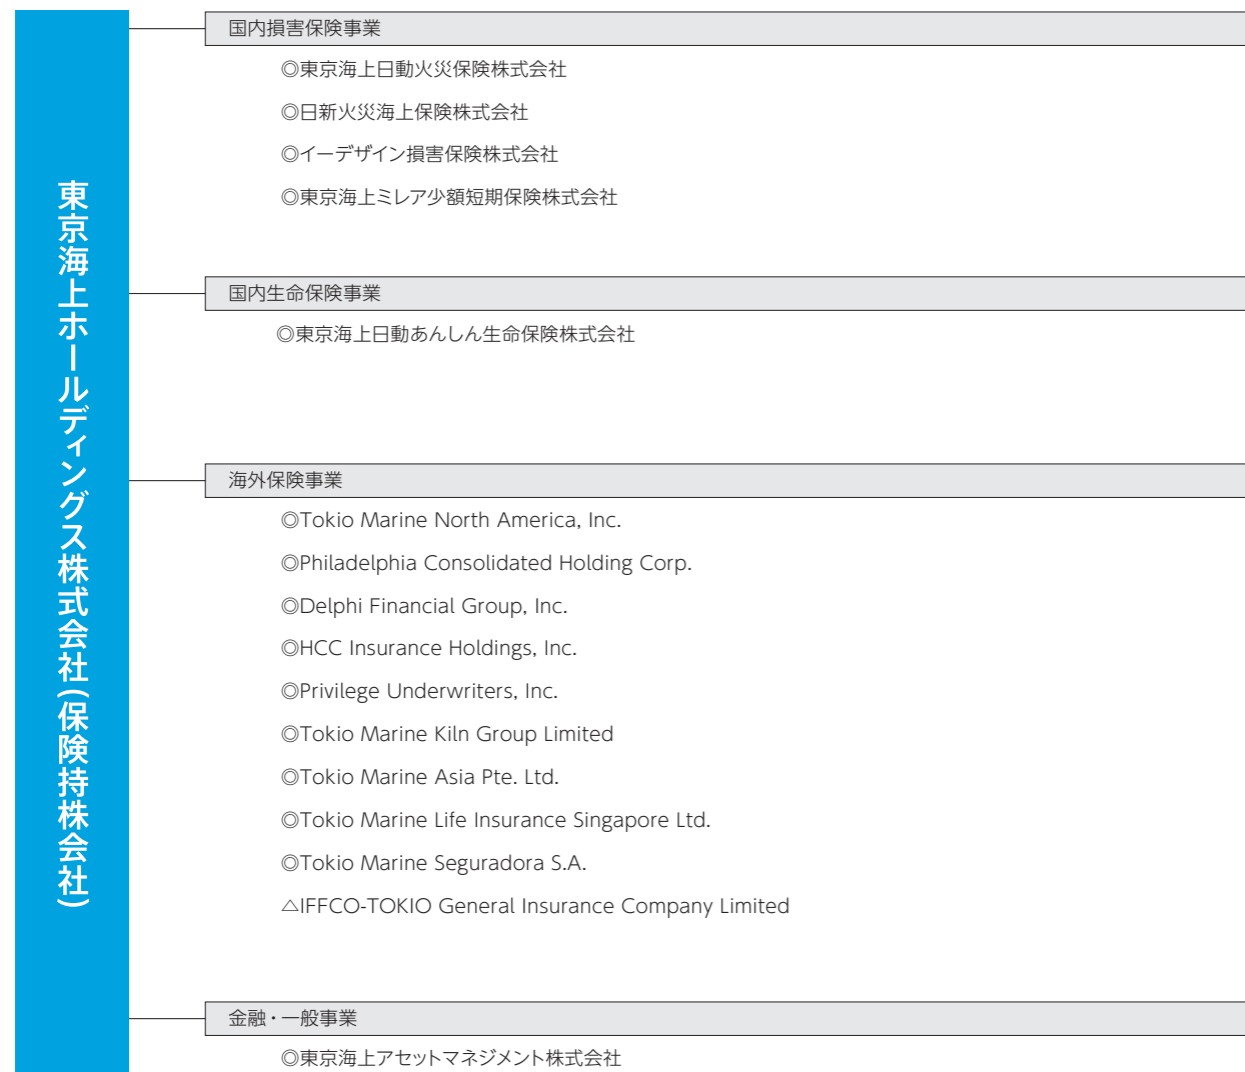 東京海上ホールディングス株式会社(保険持株会社)
国内損害保険事業
◎東京海上日動火災保険株式会社
◎日新火災海上保険株式会社
◎イーデザイン損害保険株式会社
◎東京海上ミレア少額短期保険株式会社
国内生命保険事業
◎東京海上日動あんしん生命保険株式会社
海外保険事業
◎Tokio Marine North America, Inc.
◎Philadelphia Consolidated Holding Corp.
◎Delphi Financial Group, Inc.
◎HCC Insurance Holdings, Inc.
◎Privilege Underwriters, Inc.
◎Tokio Marine Kiln Group Limited
◎Tokio Marine Asia Pte. Ltd.
◎Tokio Marine Life Insurance Singapore Ltd.
◎Tokio Marine Seguradora S.A.
△IFFCO-TOKIO General Insurance Company Limited
金融・一般事業
◎東京海上アセットマネジメント株式会社